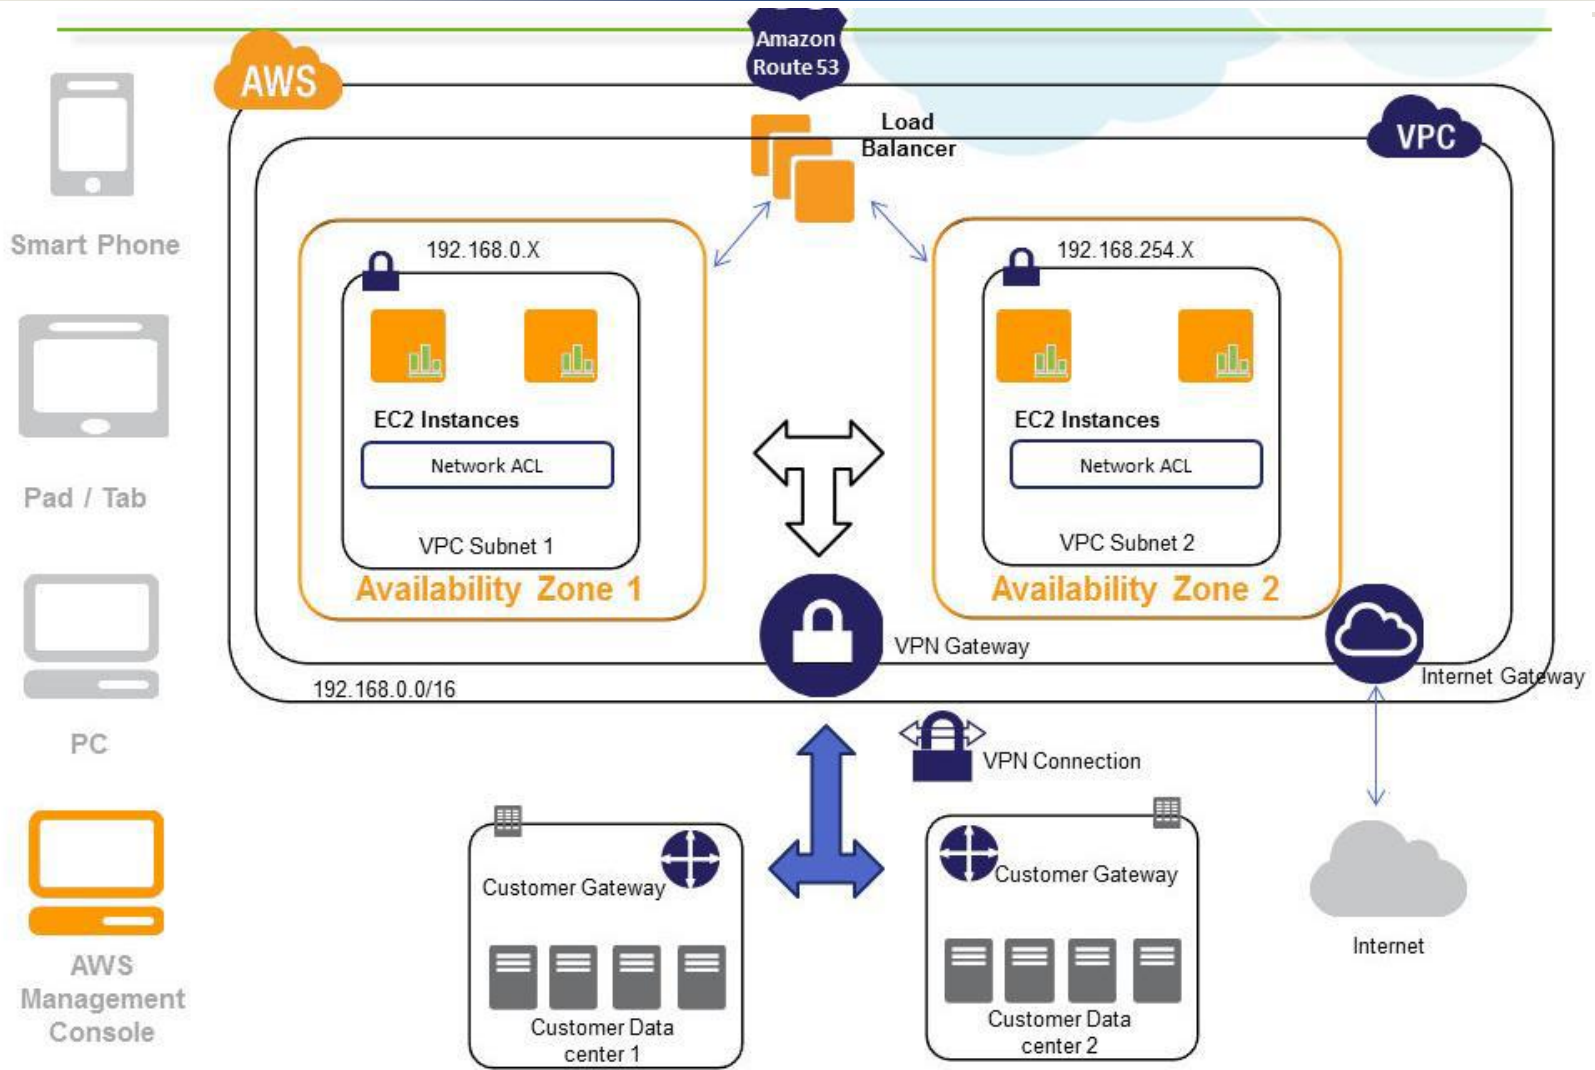 Amazon
Route 53
AWS
VPC
Load
Balancer
Smart Phone
192.168.0.X
192.168.254.X
EC2 Instances
EC2 Instances
Network ACL
Network ACL
Pad / Tab
VPC Subnet 1
VPC Subnet 2
Availability Zone 1
Availability Zone 2
VPN Gateway
Internet Gateway
192.168.0.0/16
PC
VPN Connection
Customer Gateway
Customer Gateway
Internet
AWS
Management
Console
Customer Data
center 1
Customer Data
center 2